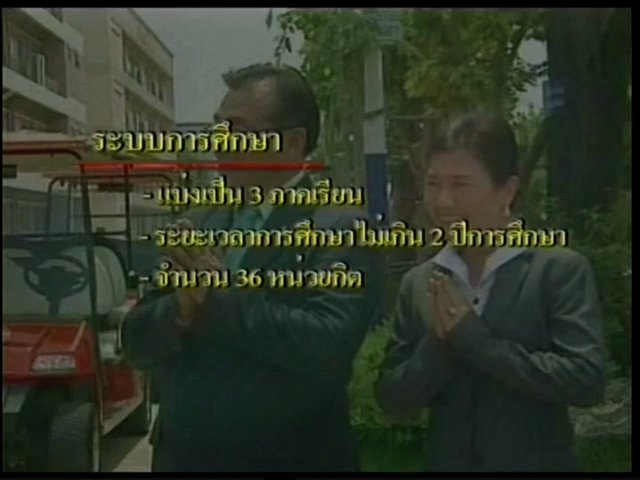 ระบบการศึกษา
- แบ่งเป็น 3 ภาคเรียน
- ระยะเวลาการศึกษาไม่เกิน 2 ปีการศึกษา
- จำนวน 36 หน่วยกิต